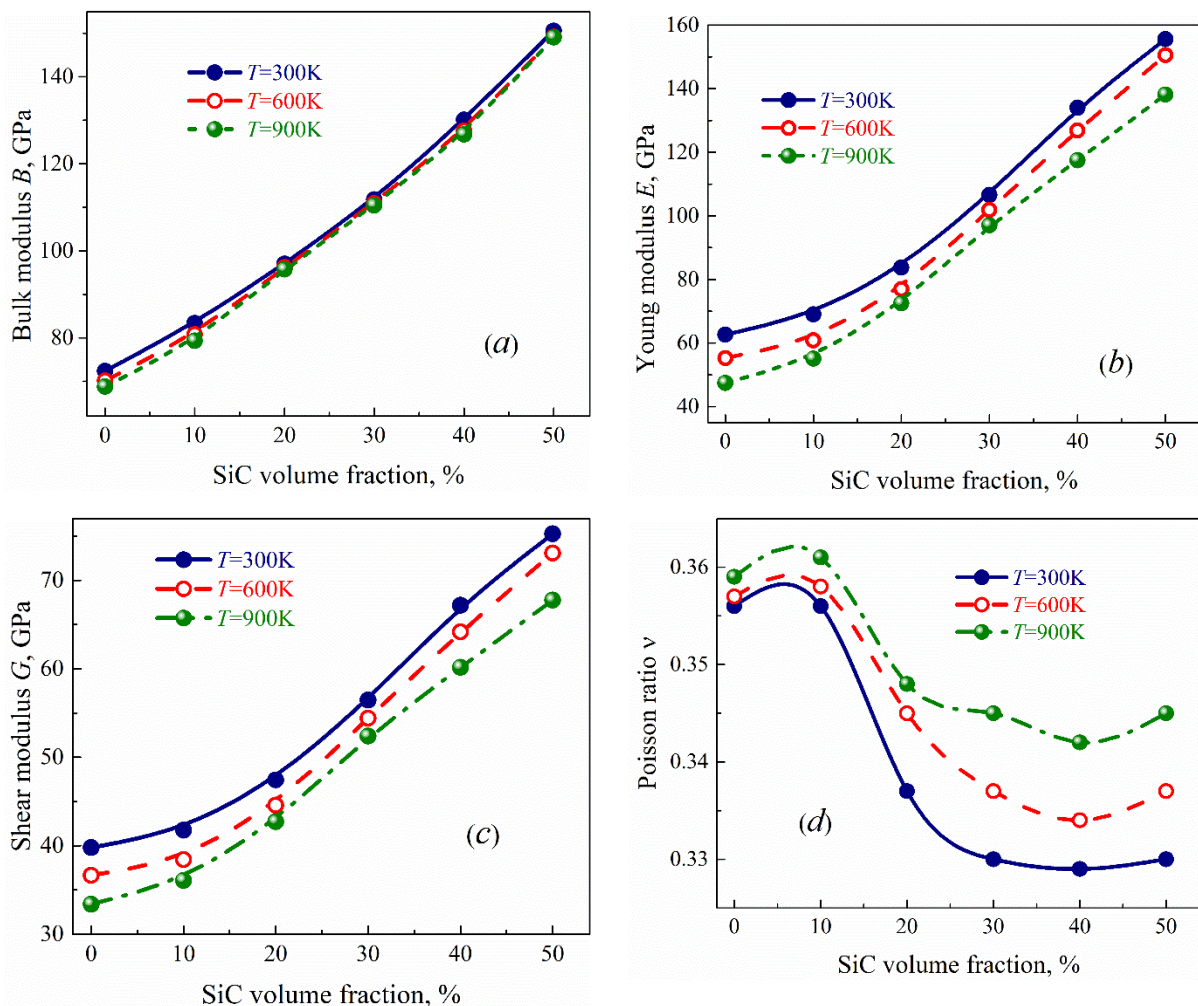 Bulk modulus B, GPa
140
120
100
80
T=300K
T=600K
T=900K
(a)
0 10 20 30 40 50
SiC volume fraction, %
Young modulus E, GPa
160
140
120
100
80
60
40
T=300K
T=600K
T=900K
(b)
0 10 20 30 40 50
SiC volume fraction, %
Shear modulus G, GPa
70
60
50
40
30
T=300K
T=600K
T=900K
(c)
0 10 20 30 40 50
SiC volume fraction, %
Poisson ratio ν
0.36
0.35
0.34
0.33
T=300K
T=600K
T=900K
(d)
0 10 20 30 40 50
SiC volume fraction, %